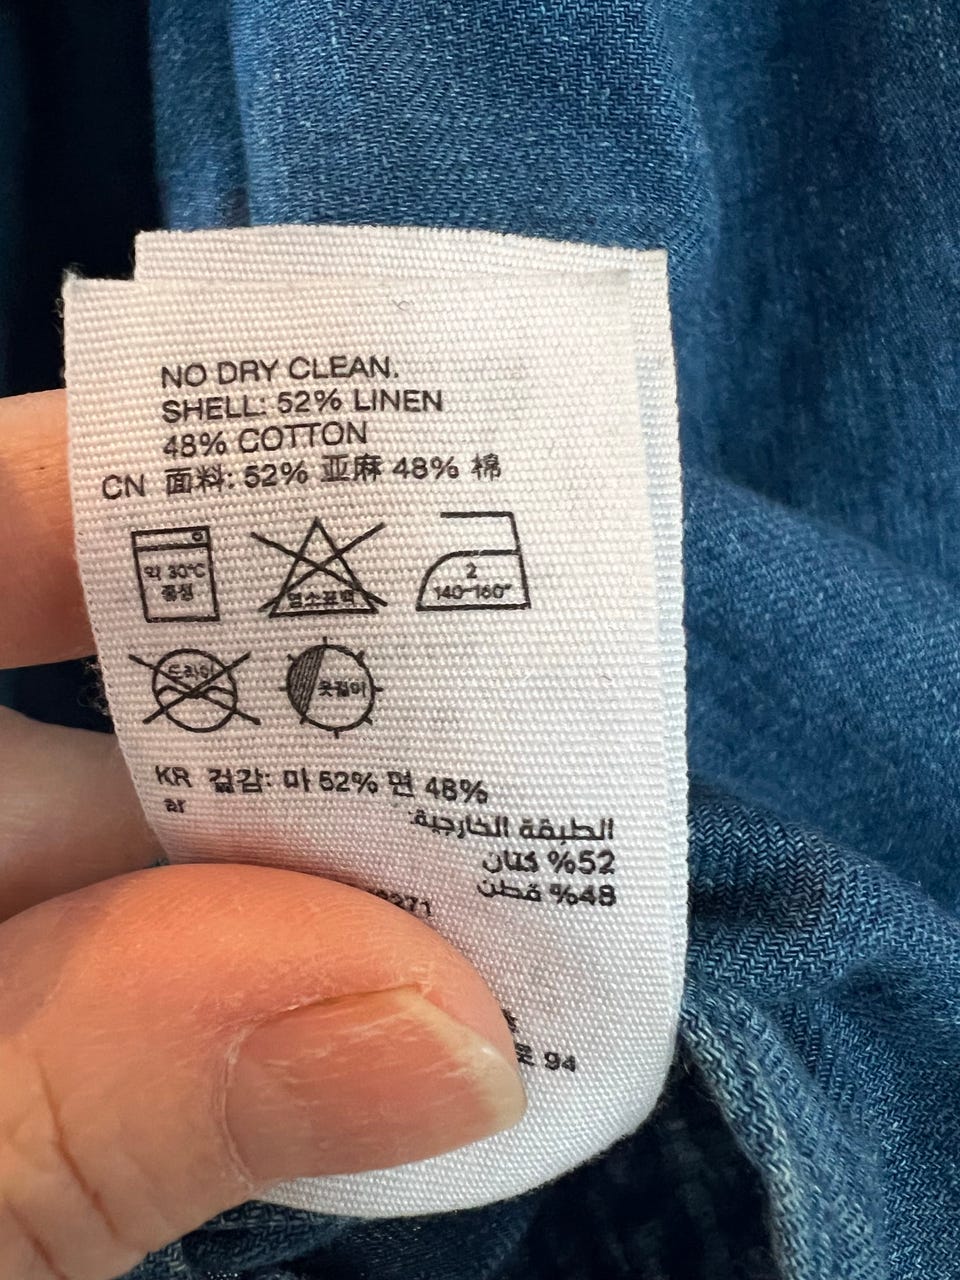 NO DRY CLEAN.
SHELL: 52% LINEN
48% COTTON
CN 面料: 52% 亚麻 48% 棉
약 30℃
중성
염소표백
2
140-160°
드라이
옷걸이
KR 겉감: 마 52% 면 48%
الطبقة الخارجية:
52% كتان
48% قطن
271
94